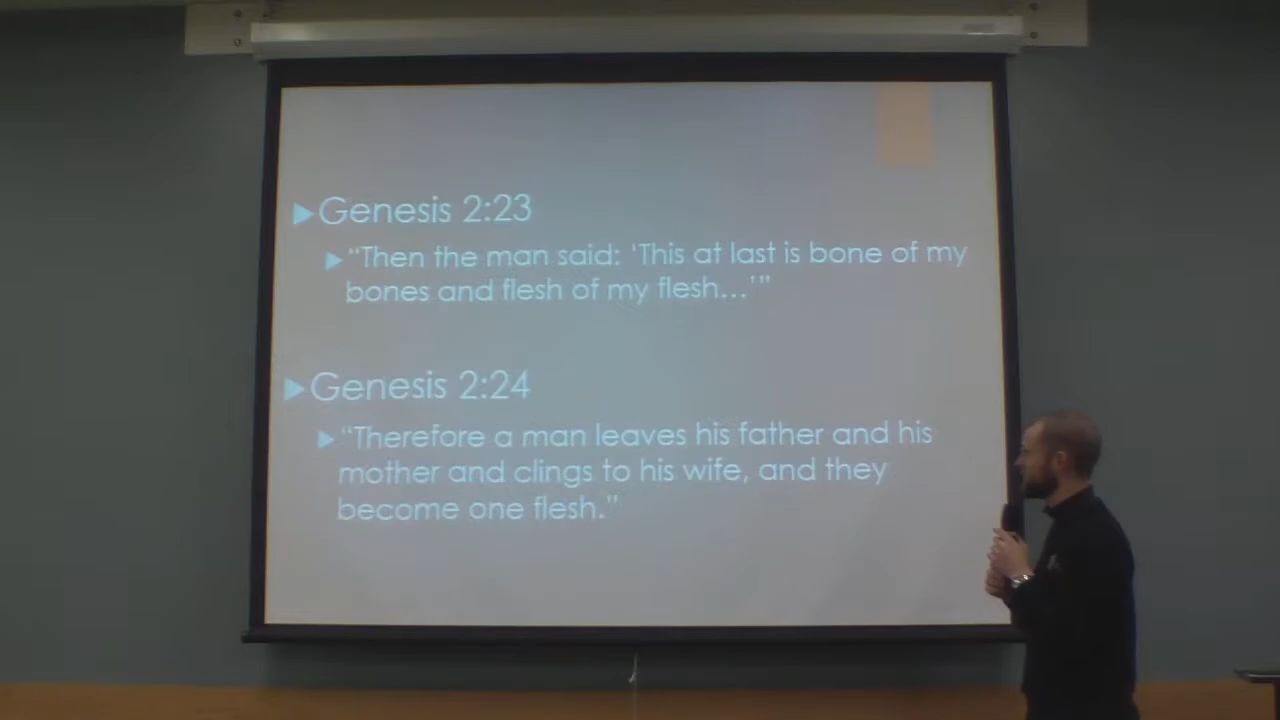 Genesis 2:23
“Then the man said: ‘This at last is bone of my
bones and flesh of my flesh…’”
Genesis 2:24
“Therefore a man leaves his father and his
mother and clings to his wife, and they
become one flesh.”